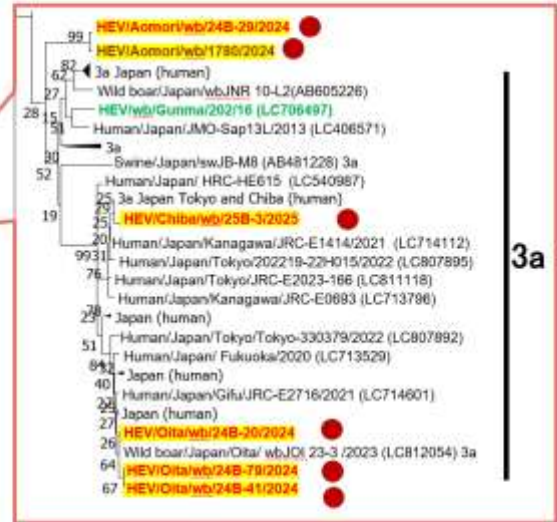 HEV/Aomori/wb/24B-29/2024
99
HEV/Aomori/wb/1780/2024
82
3a Japan (human)
62
Wild boar/Japan/wbJNR 10-L2(AB605226)
27
HEV/wb/Gunma/202/16 (LC706497)
28
15
51
Human/Japan/JMO-Sap13L/2013 (LC406571)
3a
30
Swine/Japan/swJB-M8 (AB481228) 3a
52
Human/Japan/ HRC-HE615 (LC540987)
3a Japan Tokyo and Chiba (human)
29
19
25
HEV/Chiba/wb/25B-3/2025
20
Human/Japan/Kanagawa/JRC-E1414/2021 (LC714112)
9931
Human/Japan/Tokyo/202219-22H015/2022 (LC807895)
3a
76
Human/Japan/Tokyo/JRC-E2023-166 (LC811118)
Human/Japan/Kanagawa/JRC-E0693 (LC713796)
78
23
Japan (human)
Human/Japan/Tokyo/Tokyo-330379/2022 (LC807892)
51
Human/Japan/ Fukuoka/2020 (LC713529)
84
32
Japan (human)
40
Human/Japan/Gifu/JRC-E2716/2021 (LC714601)
27
Japan (human)
25
27
HEV/Oita/wb/24B-20/2024
26
Wild boar/Japan/Oita/ wbJOI 23-3 /2023 (LC812054) 3a
64
HEV/Oita/wb/24B-79/2024
67
HEV/Oita/wb/24B-41/2024